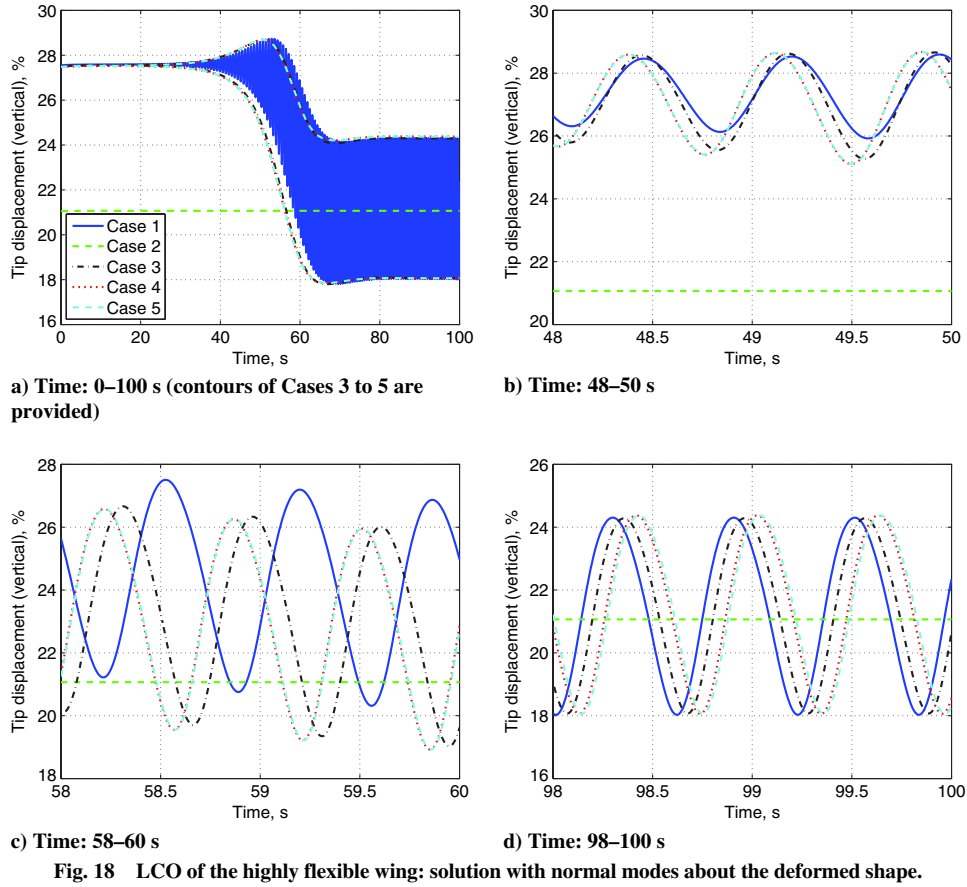 30
28
26
24
22
20
18
16
Tip displacement (vertical), %
Case 1
Case 2
Case 3
Case 4
Case 5
0 20 40 60 80 100
Time, s
a) Time: 0–100 s (contours of Cases 3 to 5 are
provided)
30
28
26
24
22
20
Tip displacement (vertical), %
48 48.5 49 49.5 50
Time, s
b) Time: 48–50 s
28
26
24
22
20
18
Tip displacement (vertical), %
58 58.5 59 59.5 60
Time, s
c) Time: 58–60 s
26
24
22
20
18
16
Tip displacement (vertical), %
98 98.5 99 99.5 100
Time, s
d) Time: 98–100 s
Fig. 18 LCO of the highly flexible wing: solution with normal modes about the deformed shape.